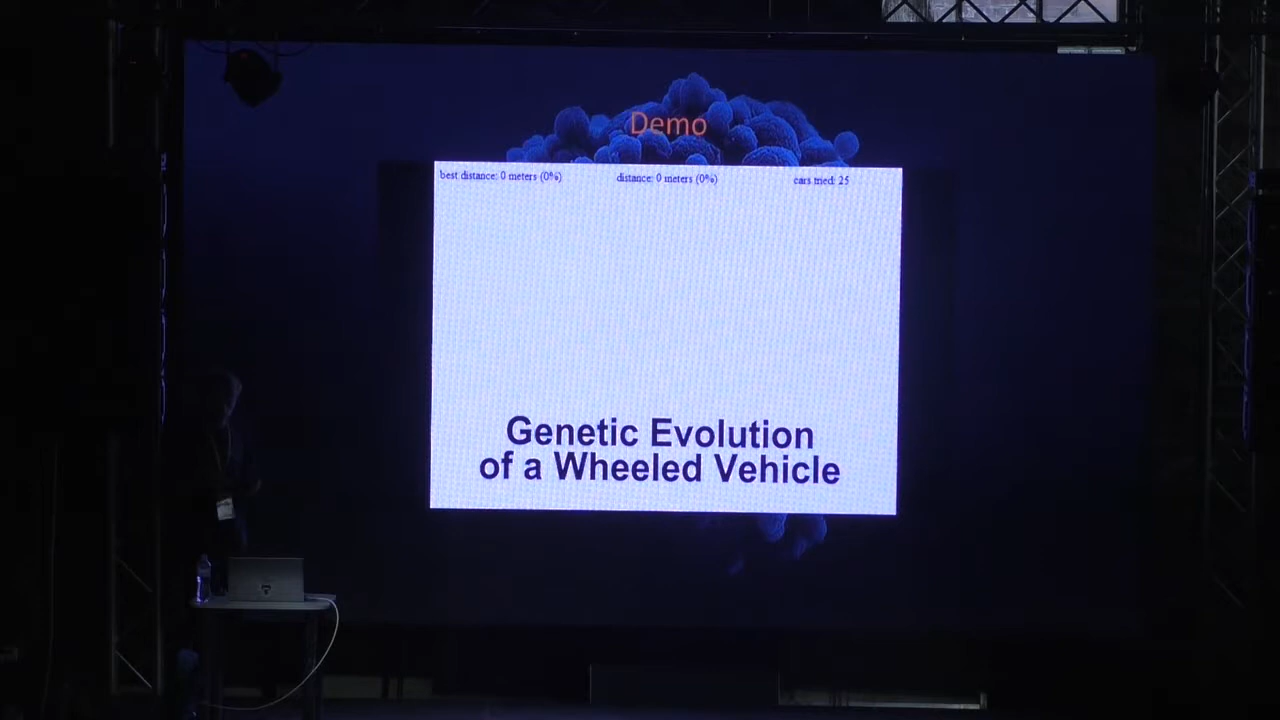 Demo
best distance: 0 meters (0%) distance: 0 meters (0%) cars tried: 25
Genetic Evolution
of a Wheeled Vehicle